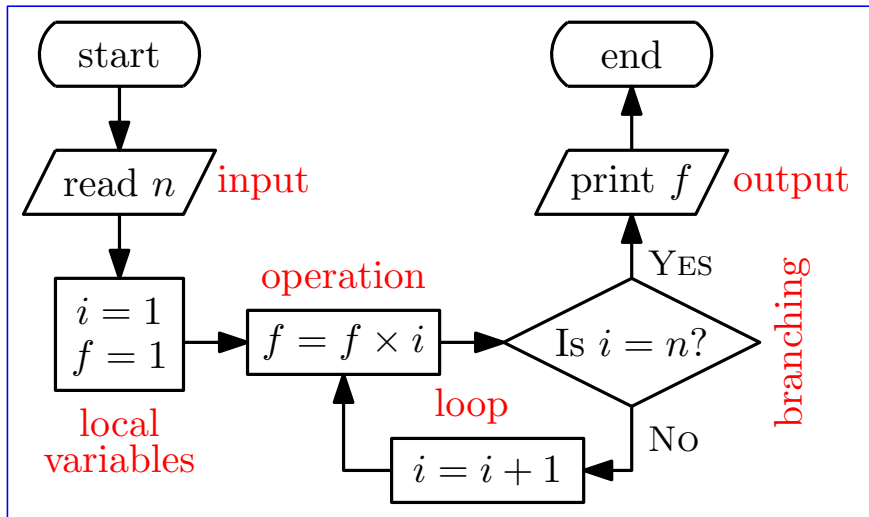 start
end
read n
input
print f
output
i = 1
f = 1
local
variables
operation
f = f × i
Is i = n?
YES
branching
loop
NO
i = i + 1